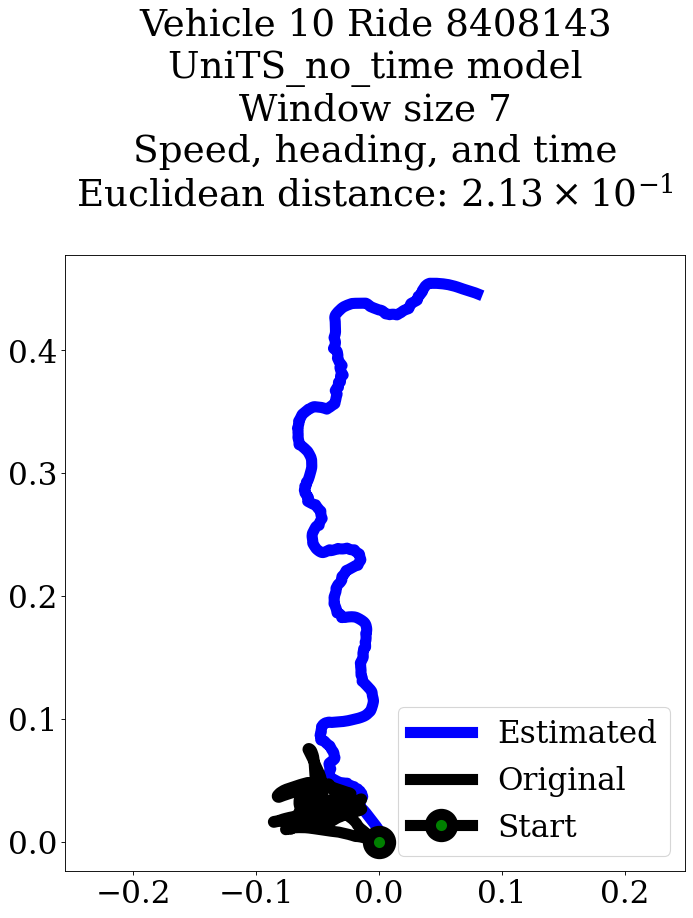 Vehicle 10 Ride 8408143
UniTS_no_time model
Window size 7
Speed, heading, and time
Euclidean distance: 2.13 × 10⁻¹
0.4
0.3
0.2
0.1
0.0
Estimated
Original
Start
−0.2 −0.1 0.0 0.1 0.2